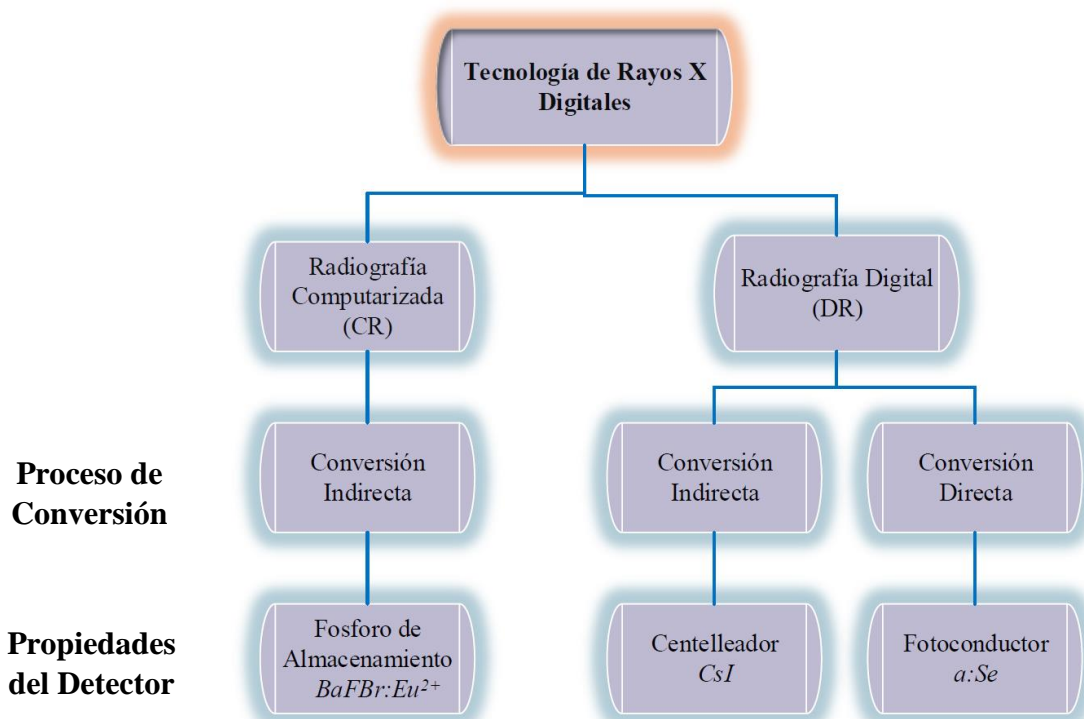 Tecnología de Rayos X
Digitales
Radiografía
Computarizada
(CR)
Radiografía Digital
(DR)
Proceso de
Conversión
Conversión
Indirecta
Conversión
Indirecta
Conversión
Directa
Propiedades
del Detector
Fosforo de
Almacenamiento
BaFBr:Eu²⁺
Centelleador
CsI
Fotoconductor
a:Se